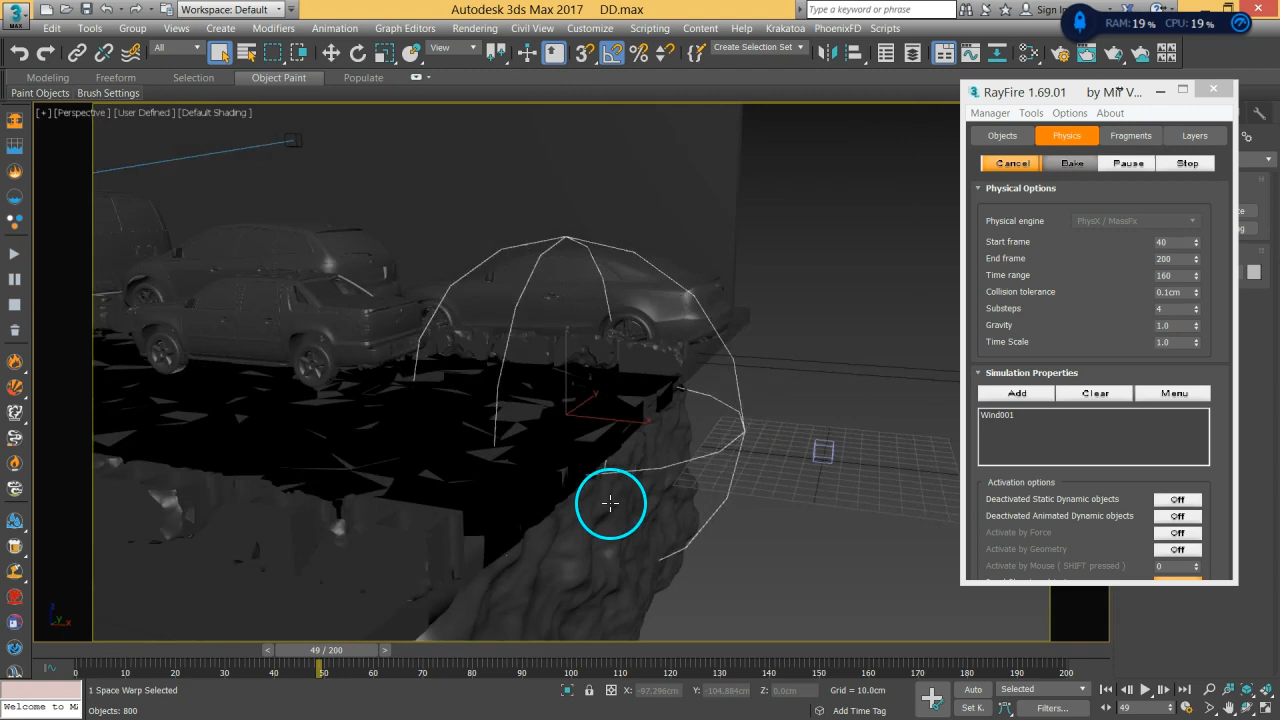 Workspace: Default
Autodesk 3ds Max 2017 DD.max
Type a keyword or phrase
Sign In
RAM: 19 % CPU: 19 %
MAX
Edit Tools Group Views Create Modifiers Animation Graph Editors Rendering Civil View Customize Scripting Content Help Krakatoa PhoenixFD Scripts
All View Create Selection Set
Modeling Freeform Selection Object Paint Populate
Paint Objects Brush Settings
[ + ] [Perspective ] [User Defined ] [Default Shading ]
RayFire 1.69.01 by Mir V...
Manager Tools Options About
Objects Physics Fragments Layers
Cancel Bake Pause Stop
Physical Options
Physical engine PhysX / MassFx
Start frame 40
End frame 200
Time range 160
Collision tolerance 0.1cm
Substeps 4
Gravity 1.0
Time Scale 1.0
Simulation Properties
Add Clear Menu
Wind001
Activation options
Deactivated Static Dynamic objects Off
Deactivated Animated Dynamic objects Off
Activate by Force Off
Activate by Geometry Off
Activate by Mouse ( SHIFT pressed ) 0
z y x
< 49 / 200 >
0 10 20 30 40 50 60 70 80 90 100 110 120 130 140 150 160 170 180 190 200
1 Space Warp Selected X: -97.296cm Y: -104.884cm Z: 0.0cm Grid = 10.0cm Auto Selected
Welcome to Objects: 800 Add Time Tag Set K. Filters... 49